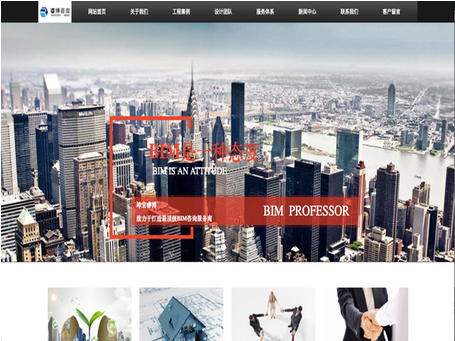 睿博咨询
网站首页 关于我们 工程案例 设计团队 服务体系 新闻中心 联系我们 客户留言
BIM是一种态度
BIM IS AN ATTITUDE
BIM PROFESSOR
致力于打造最顶级BIM咨询服务商